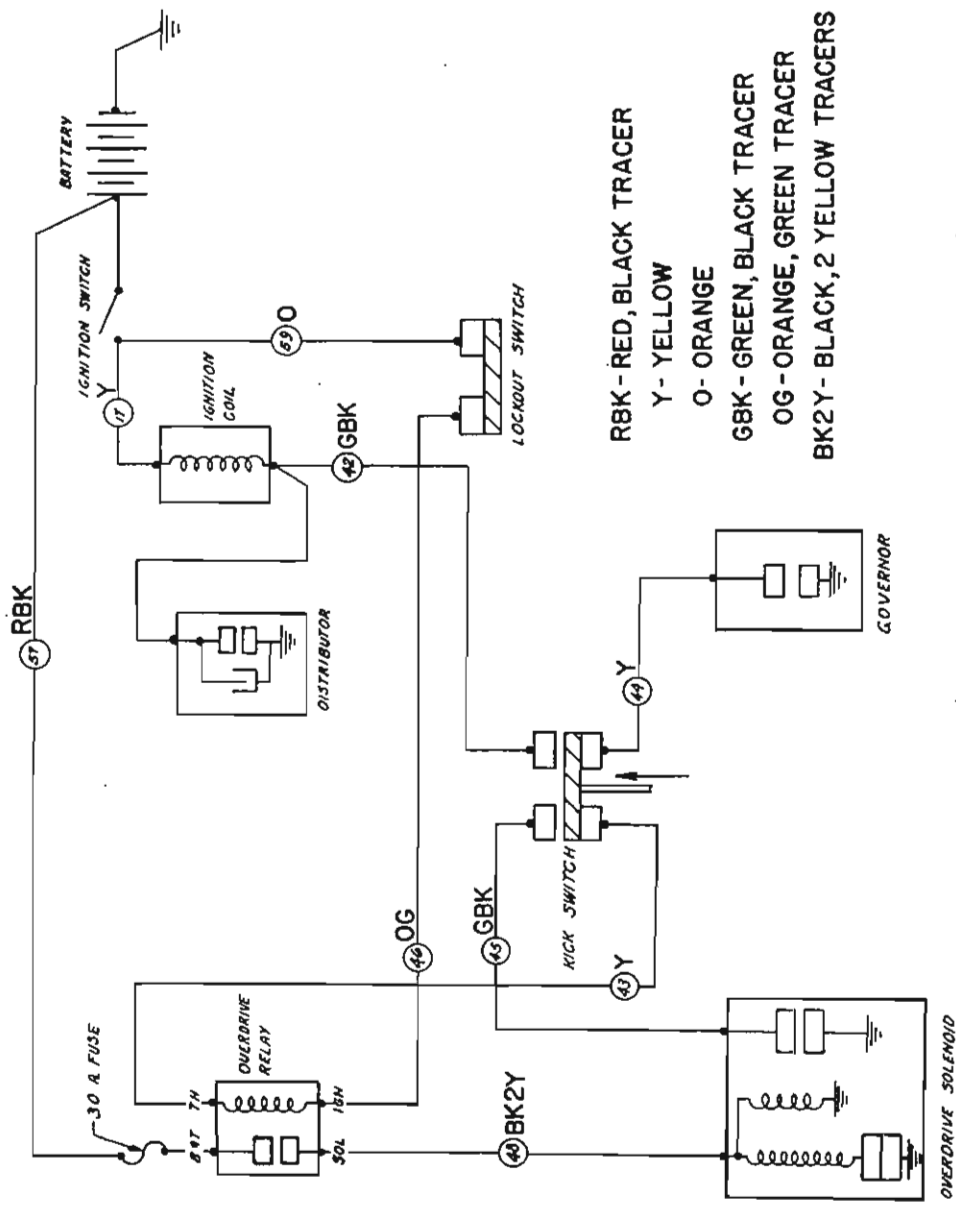 BATTERY
IGNITION SWITCH
RBK
57
Y
17
O
59
IGNITION
COIL
LOCKOUT SWITCH
42
GBK
DISTRIBUTOR
RBK - RED, BLACK TRACER
Y - YELLOW
O - ORANGE
GBK - GREEN, BLACK TRACER
OG - ORANGE, GREEN TRACER
BK2Y - BLACK, 2 YELLOW TRACERS
GOVERNOR
44
Y
KICK SWITCH
OG
46
GBK
45
43
Y
30 A. FUSE
OVERDRIVE
RELAY
BAT
TH
SOL
IGN
48
BK2Y
OVERDRIVE SOLENOID